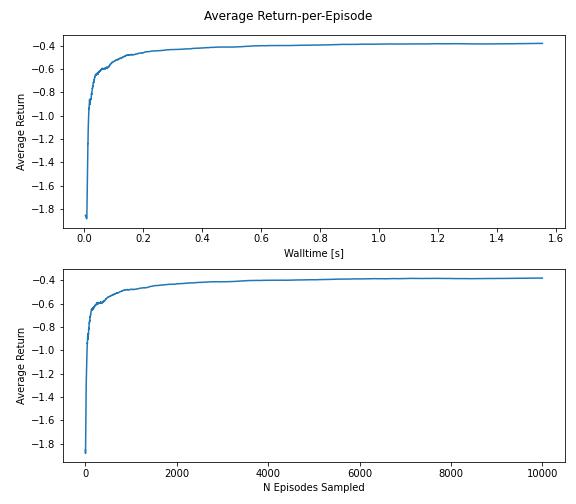 Average Return-per-Episode
−0.4
−0.6
−0.8
−1.0
−1.2
−1.4
−1.6
−1.8
Average Return
0.0 0.2 0.4 0.6 0.8 1.0 1.2 1.4 1.6
Walltime [s]
−0.4
−0.6
−0.8
−1.0
−1.2
−1.4
−1.6
−1.8
Average Return
0 2000 4000 6000 8000 10000
N Episodes Sampled